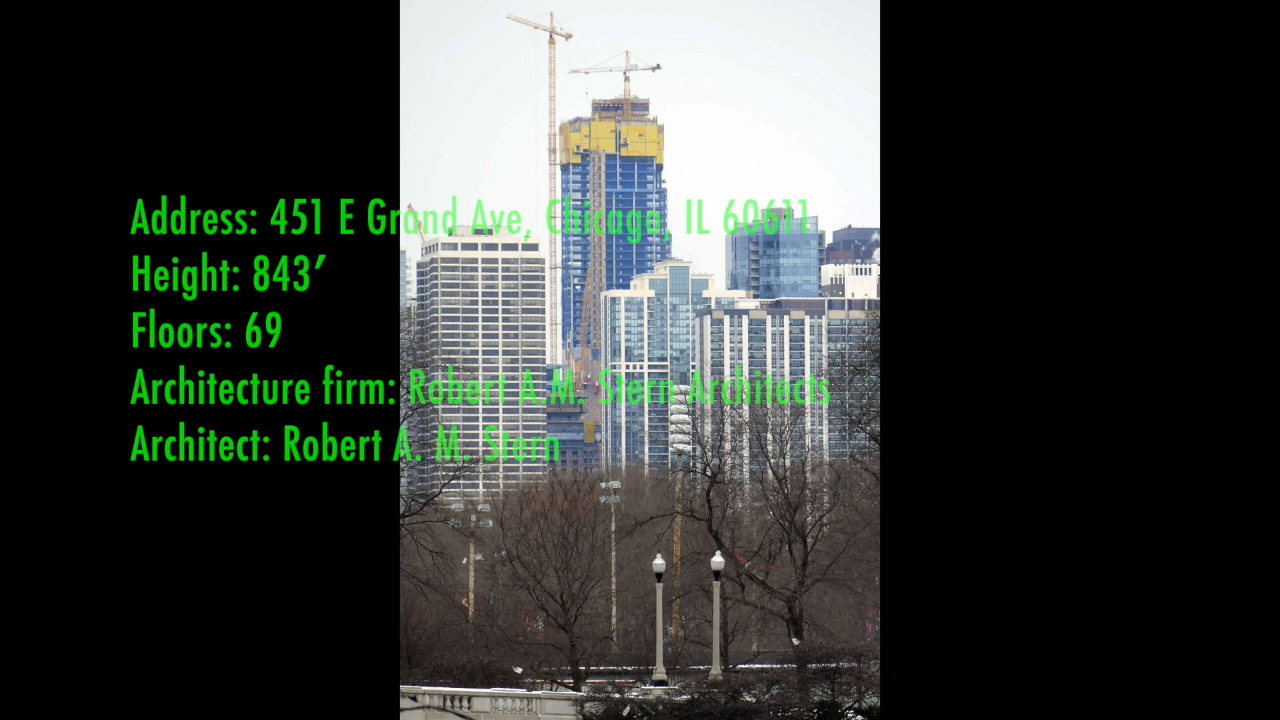 Address: 451 E Grand Ave, Chicago, IL 60611
Height: 843′
Floors: 69
Architecture firm: Robert A.M. Stern Architects
Architect: Robert A. M. Stern